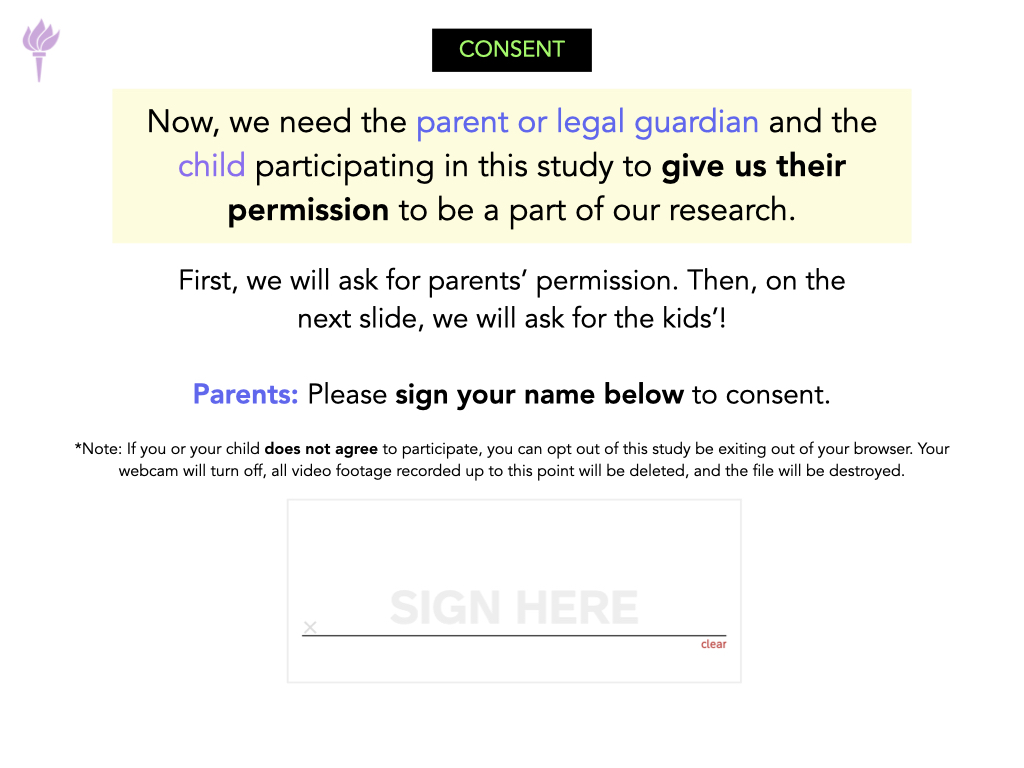 CONSENT
Now, we need the parent or legal guardian and the
child participating in this study to give us their
permission to be a part of our research.
First, we will ask for parents’ permission. Then, on the
next slide, we will ask for the kids’!
Parents: Please sign your name below to consent.
*Note: If you or your child does not agree to participate, you can opt out of this study be exiting out of your browser. Your
webcam will turn off, all video footage recorded up to this point will be deleted, and the file will be destroyed.
SIGN HERE
clear